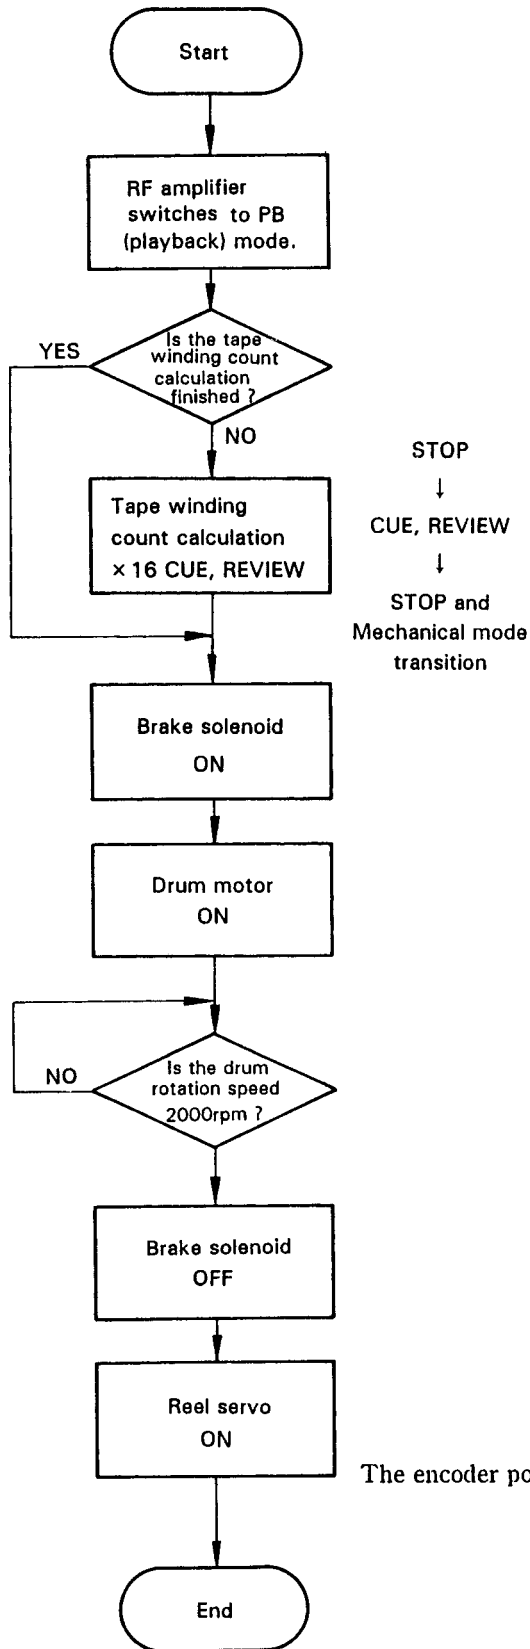 Start
RF amplifier
switches to PB
(playback) mode.
YES
Is the tape
winding count
calculation
finished ?
NO
Tape winding
count calculation
×16 CUE, REVIEW
STOP
↓
CUE, REVIEW
↓
STOP and
Mechanical mode
transition
Brake solenoid
ON
Drum motor
ON
NO
Is the drum
rotation speed
2000rpm ?
Brake solenoid
OFF
Reel servo
ON
The encoder po
End